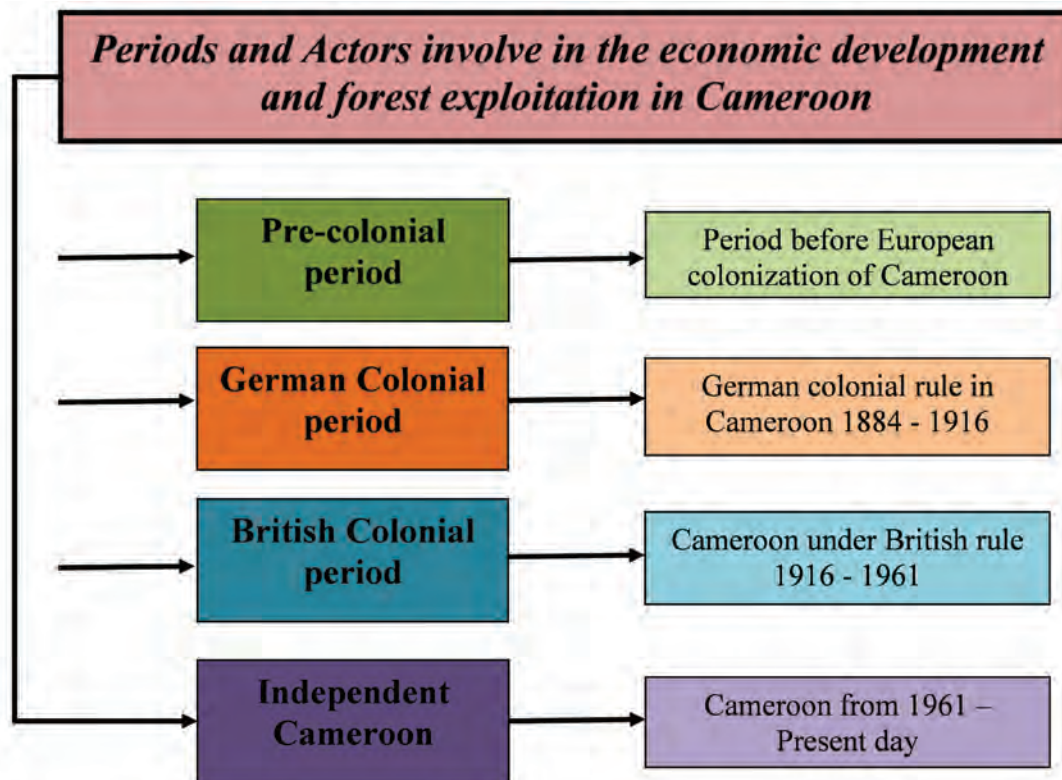 Periods and Actors involve in the economic development
and forest exploitation in Cameroon
Pre-colonial
period
Period before European
colonization of Cameroon
German Colonial
period
German colonial rule in
Cameroon 1884 - 1916
British Colonial
period
Cameroon under British rule
1916 - 1961
Independent
Cameroon
Cameroon from 1961 –
Present day